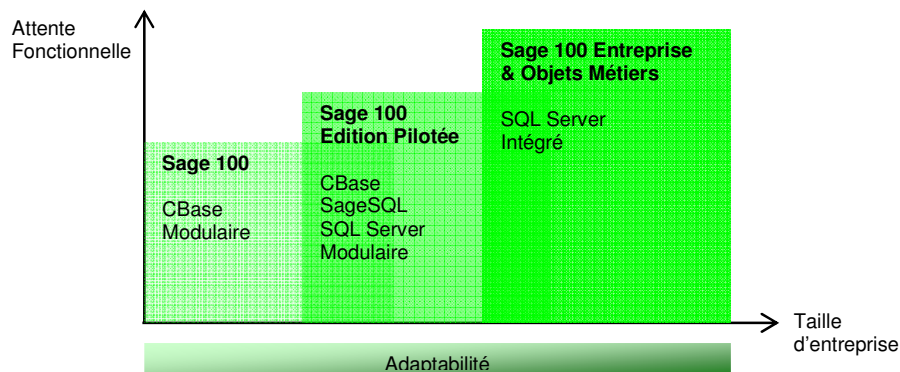 Attente
Fonctionnelle
Sage 100 Entreprise
& Objets Métiers
SQL Server
Intégré
Sage 100
Edition Pilotée
CBase
SageSQL
SQL Server
Modulaire
Sage 100
CBase
Modulaire
Taille
d'entreprise
Adaptabilité